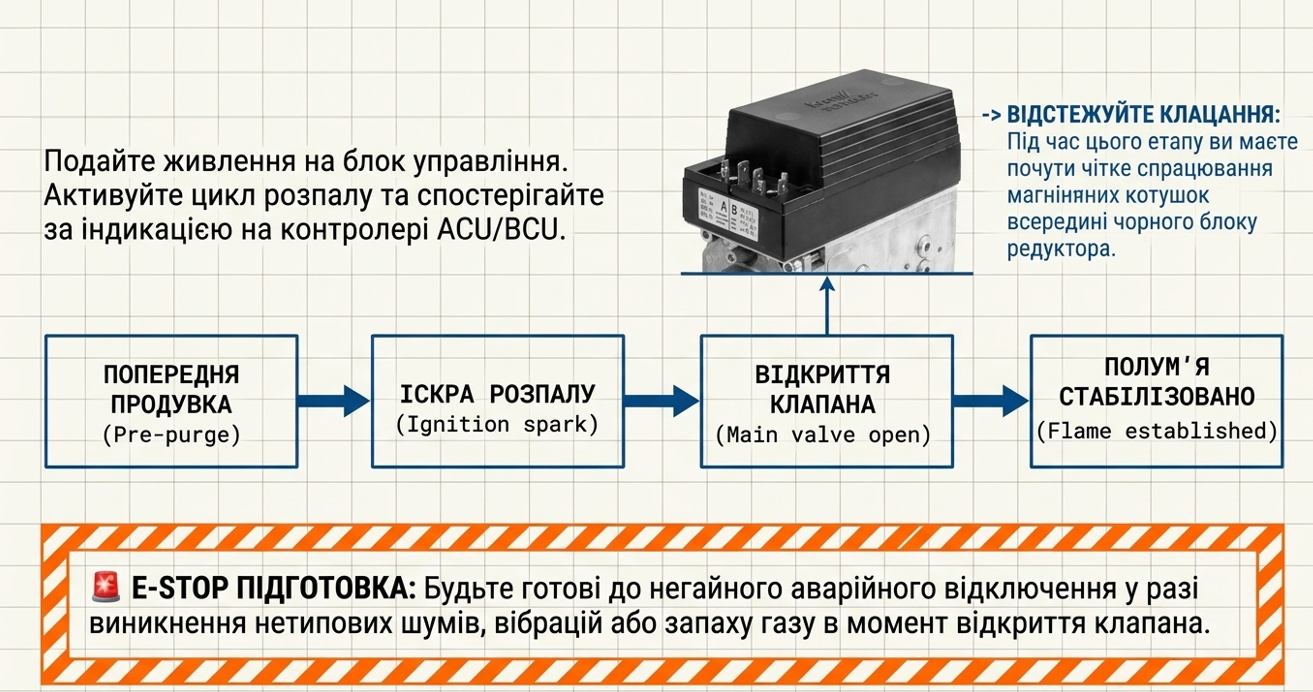 Подайте живлення на блок управління.
Активуйте цикл розпалу та спостерігайте
за індикацією на контролері ACU/BCU.
A B
-> ВІДСТЕЖУЙТЕ КЛАЦАННЯ:
Під час цього етапу ви маєте
почути чітке спрацювання
магніняних котушок
всередині чорного блоку
редуктора.
ПОПЕРЕДНЯ
ПРОДУВКА
(Pre-purge)
ІСКРА РОЗПАЛУ
(Ignition spark)
ВІДКРИТТЯ
КЛАПАНА
(Main valve open)
ПОЛУМ'Я
СТАБІЛІЗОВАНО
(Flame established)
E-STOP ПІДГОТОВКА: Будьте готові до негайного аварійного відключення у разі
виникнення нетипових шумів, вібрацій або запаху газу в момент відкриття клапана.